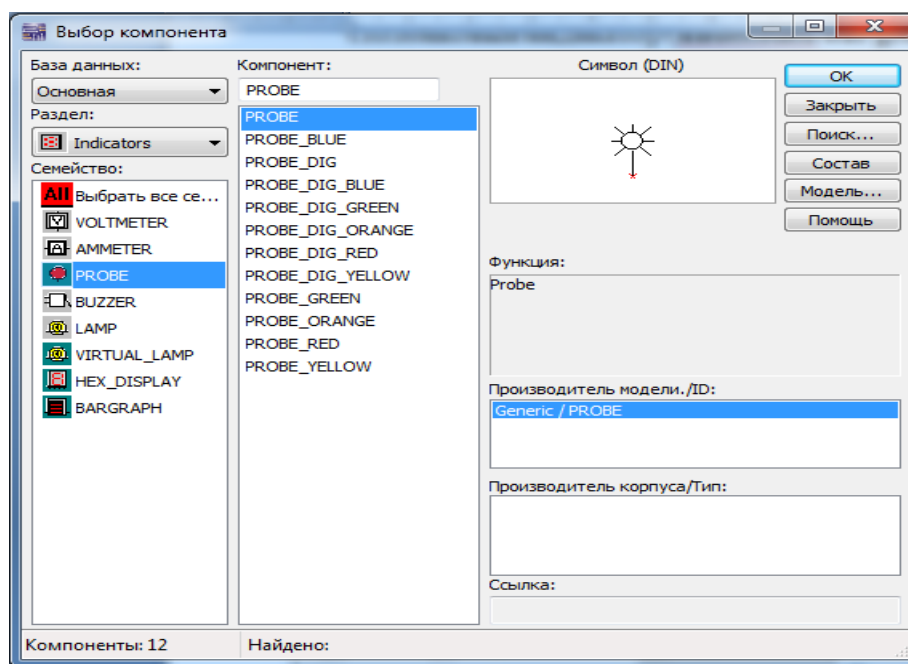 Выбор компонента
База данных:
Основная
Раздел:
Indicators
Семейство:
All Выбрать все се...
VOLTMETER
AMMETER
PROBE
BUZZER
LAMP
VIRTUAL_LAMP
HEX_DISPLAY
BARGRAPH
Компонент:
PROBE
PROBE
PROBE_BLUE
PROBE_DIG
PROBE_DIG_BLUE
PROBE_DIG_GREEN
PROBE_DIG_ORANGE
PROBE_DIG_RED
PROBE_DIG_YELLOW
PROBE_GREEN
PROBE_ORANGE
PROBE_RED
PROBE_YELLOW
Символ (DIN)
OK
Закрыть
Поиск...
Состав
Модель...
Помощь
Функция:
Probe
Производитель модели./ID:
Generic / PROBE
Производитель корпуса/Тип:
Ссылка:
Компоненты: 12
Найдено: